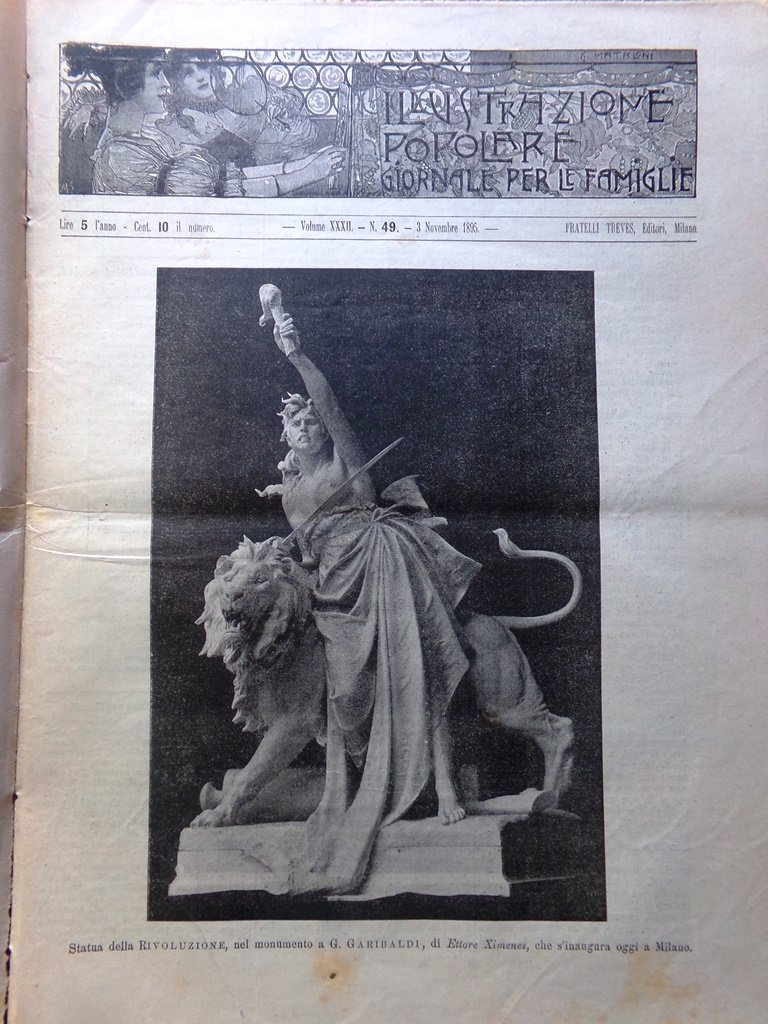 G. MATALONI
ILLUSTRAZIONE
POPOLARE
GIORNALE PER LE FAMIGLIE
Lire 5 l'anno - Cent. 10 il numero. — Volume XXXII. — N. 49. — 3 Novembre 1895. — FRATELLI TREVES, Editori, Milano.
Statua della RIVOLUZIONE, nel monumento a G. GARIBALDI, di Ettore Ximenes, che s'inaugura oggi a Milano.